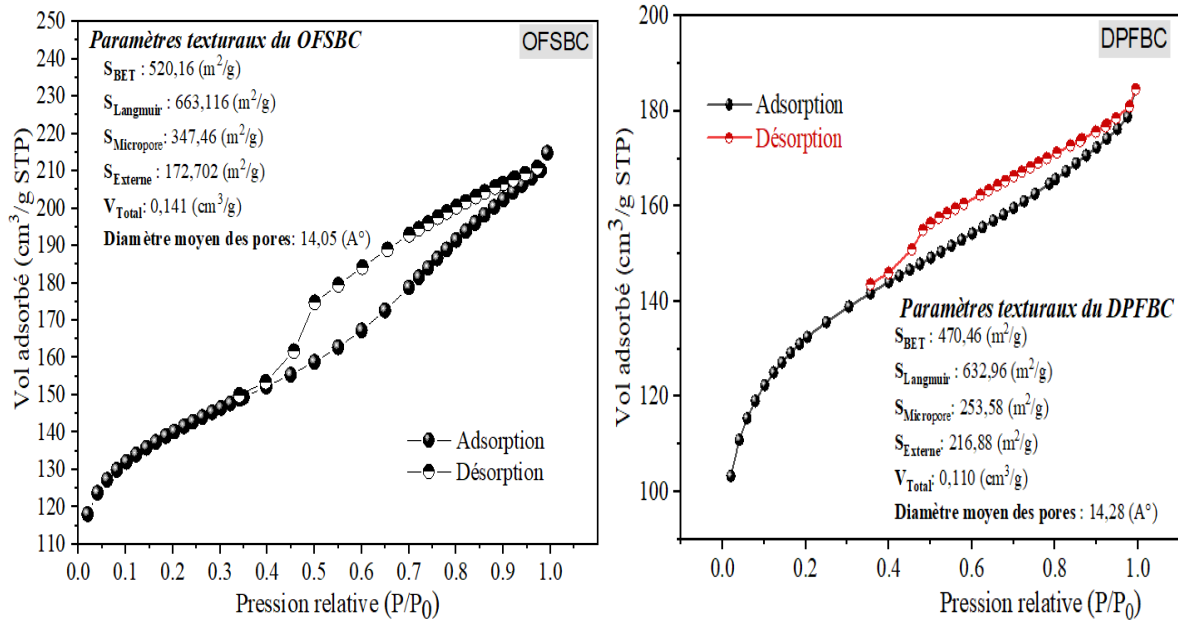 Paramètres texturaux du OFSBC
OFSBC
S_BET : 520,16 (m²/g)
S_Langmuir : 663,116 (m²/g)
S_Micropore : 347,46 (m²/g)
S_Externe : 172,702 (m²/g)
V_Total: 0,141 (cm³/g)
Diamètre moyen des pores: 14,05 (A°)
Adsorption
Désorption
Vol adsorbé (cm³/g STP)
250
240
230
220
210
200
190
180
170
160
150
140
130
120
110
0.0 0.1 0.2 0.3 0.4 0.5 0.6 0.7 0.8 0.9 1.0
Pression relative (P/P₀)
DPFBC
Adsorption
Désorption
Paramètres texturaux du DPFBC
S_BET : 470,46 (m²/g)
S_Langmuir : 632,96 (m²/g)
S_Micropore: 253,58 (m²/g)
S_Externe : 216,88 (m²/g)
V_Total: 0,110 (cm³/g)
Diamètre moyen des pores : 14,28 (A°)
Vol adsorbé (cm³/g STP)
200
180
160
140
120
100
0.0 0.2 0.4 0.6 0.8 1.0
Pression relative (P/P₀)